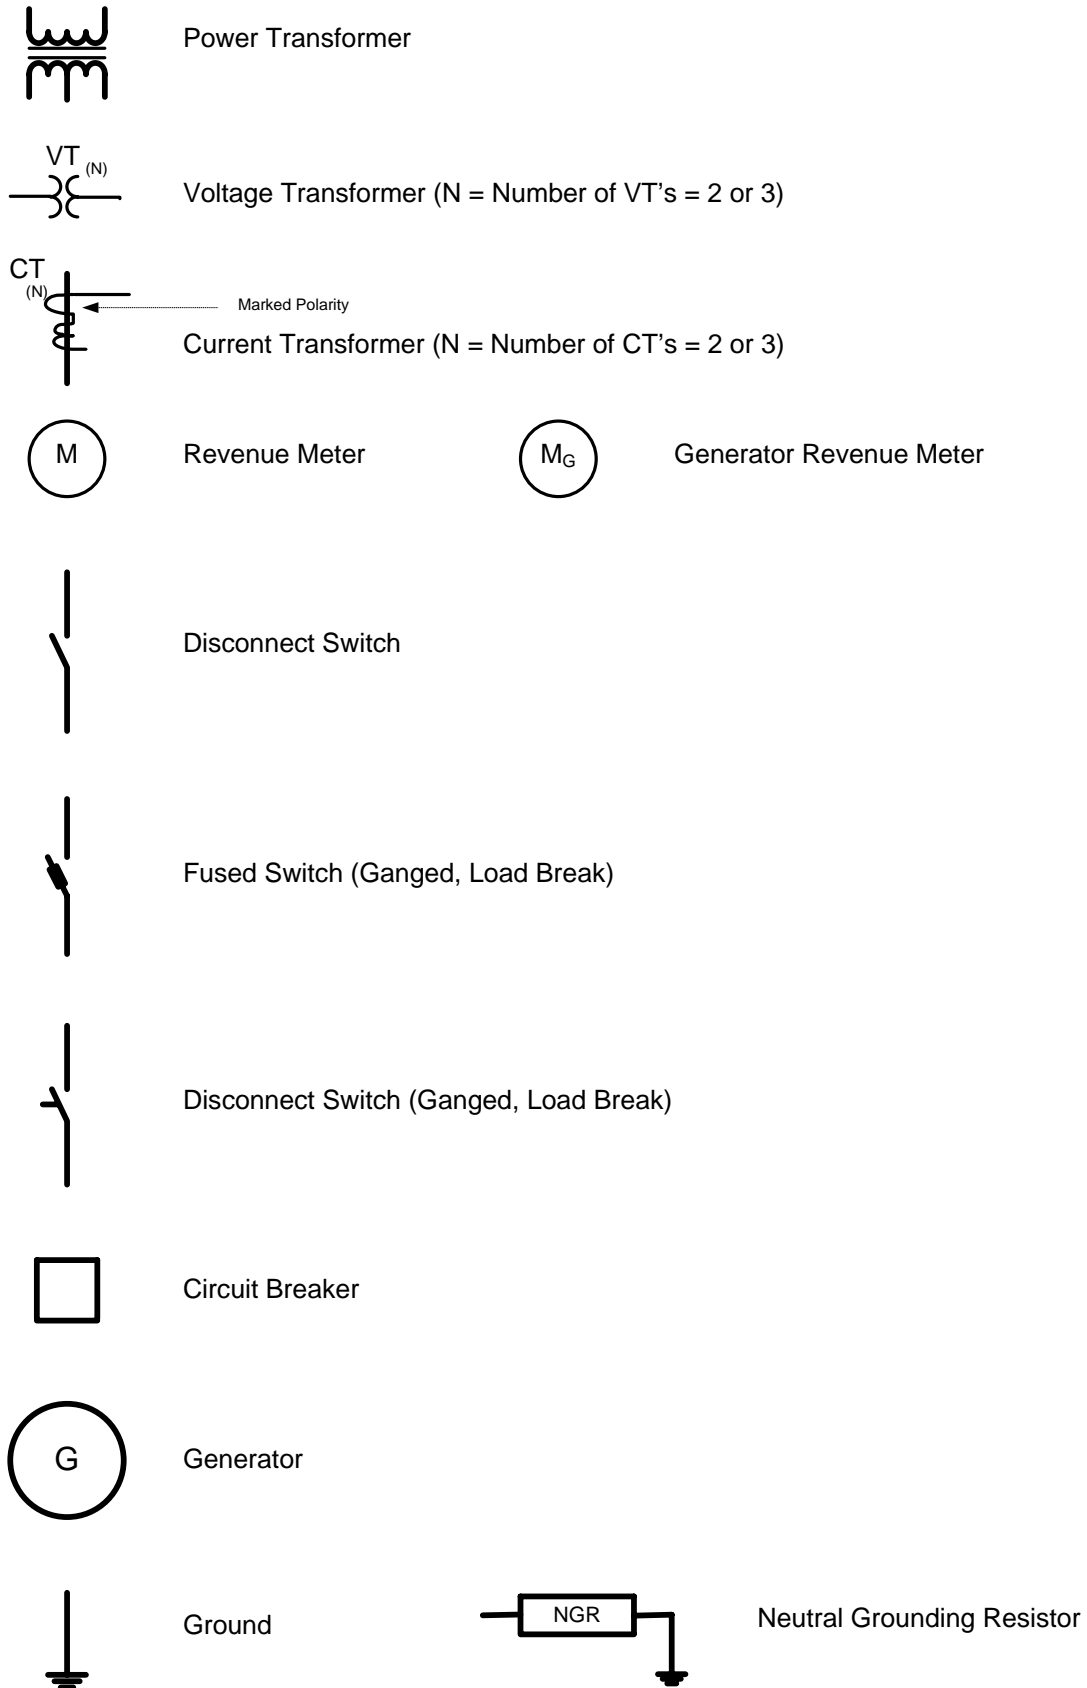 Power Transformer
VT (N)
Voltage Transformer (N = Number of VT's = 2 or 3)
CT
(N)
Marked Polarity
Current Transformer (N = Number of CT's = 2 or 3)
M Revenue Meter MG Generator Revenue Meter
Disconnect Switch
Fused Switch (Ganged, Load Break)
Disconnect Switch (Ganged, Load Break)
Circuit Breaker
G Generator
Ground NGR Neutral Grounding Resistor